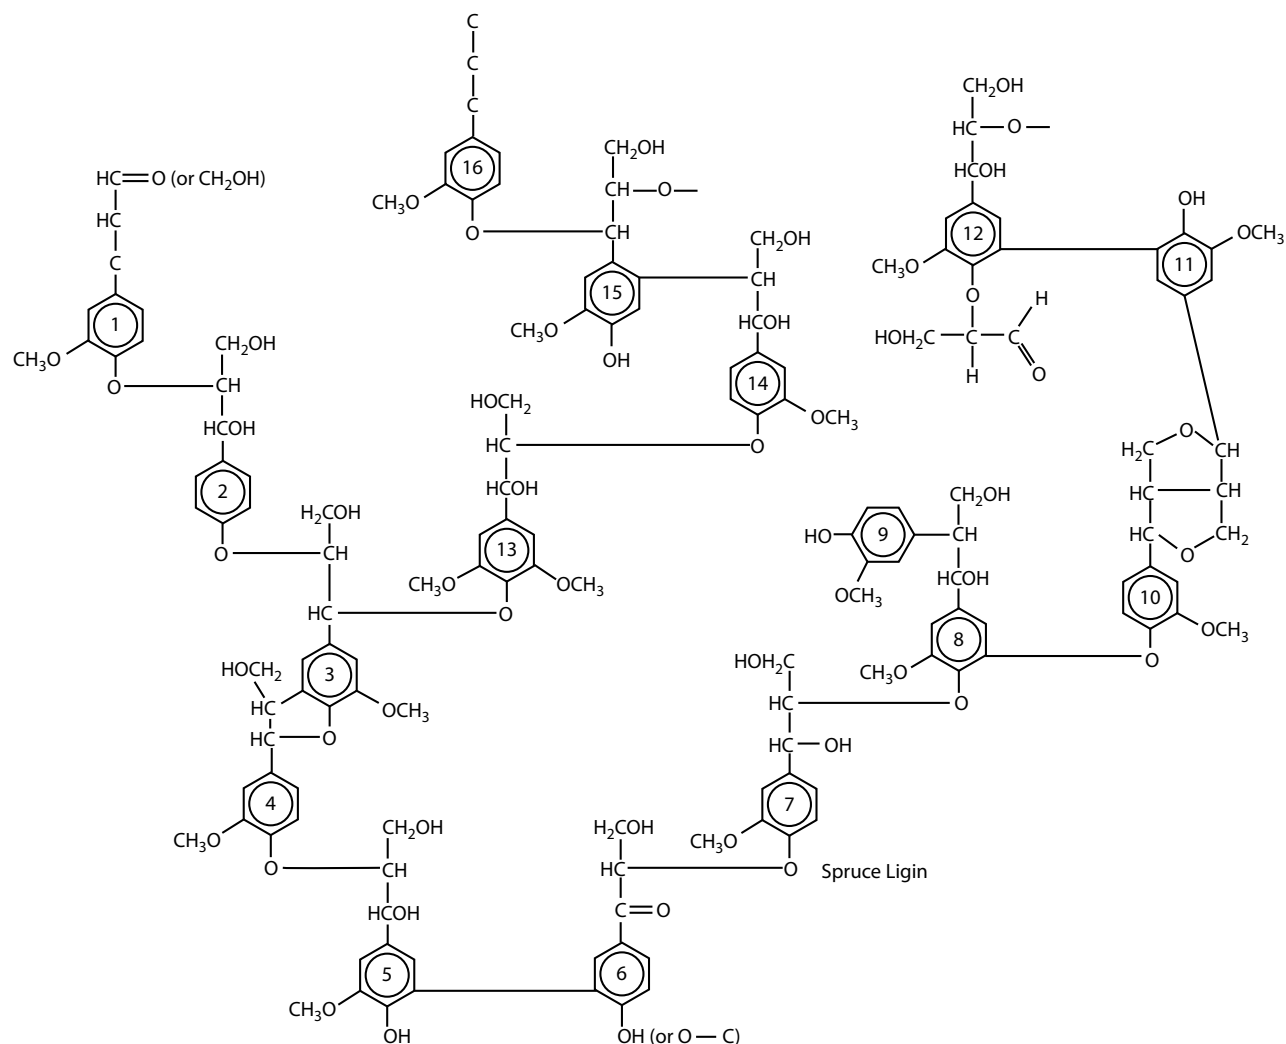 C
C
C
16
CH3O
O
CH2OH
CH—O—
CH
15
CH3O
OH
CH2OH
CH
HCOH
14
OCH3
O
CH2OH
HC—O—
HCOH
12
CH3O
O
HOH2C
C
C
H
O
H
OH
OCH3
11
HC=O (or CH2OH)
HC
C
1
CH3O
O
CH2OH
CH
HCOH
2
O
H2COH
CH
HC
3
OCH3
O
HOCH2
HC
HC
4
CH3O
O
HOCH2
HC
HCOH
13
CH3O
OCH3
O
CH2OH
CH
HCOH
5
CH3O
OH
H2COH
HC
C=O
6
OH (or O — C)
HOH2C
HC
HC—OH
7
CH3O
O
Spruce Ligin
CH2OH
CH
HCOH
HO
9
OCH3
8
CH3O
O
O
H2C
CH
HC
CH
HC
CH2
O
10
OCH3
O